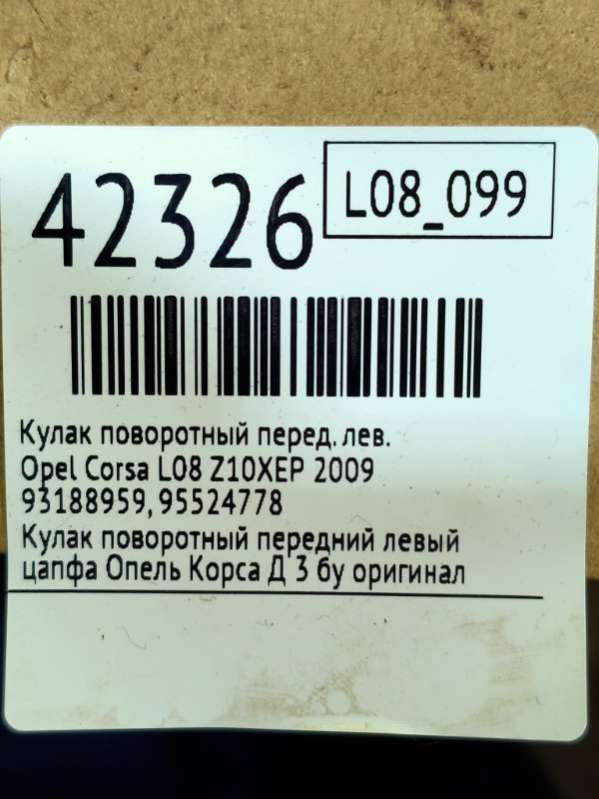 42326
L08_099
Кулак поворотный перед. лев.
Opel Corsa L08 Z10XEP 2009
93188959, 95524778
Кулак поворотный передний левый
цапфа Опель Корса Д 3 бу оригинал